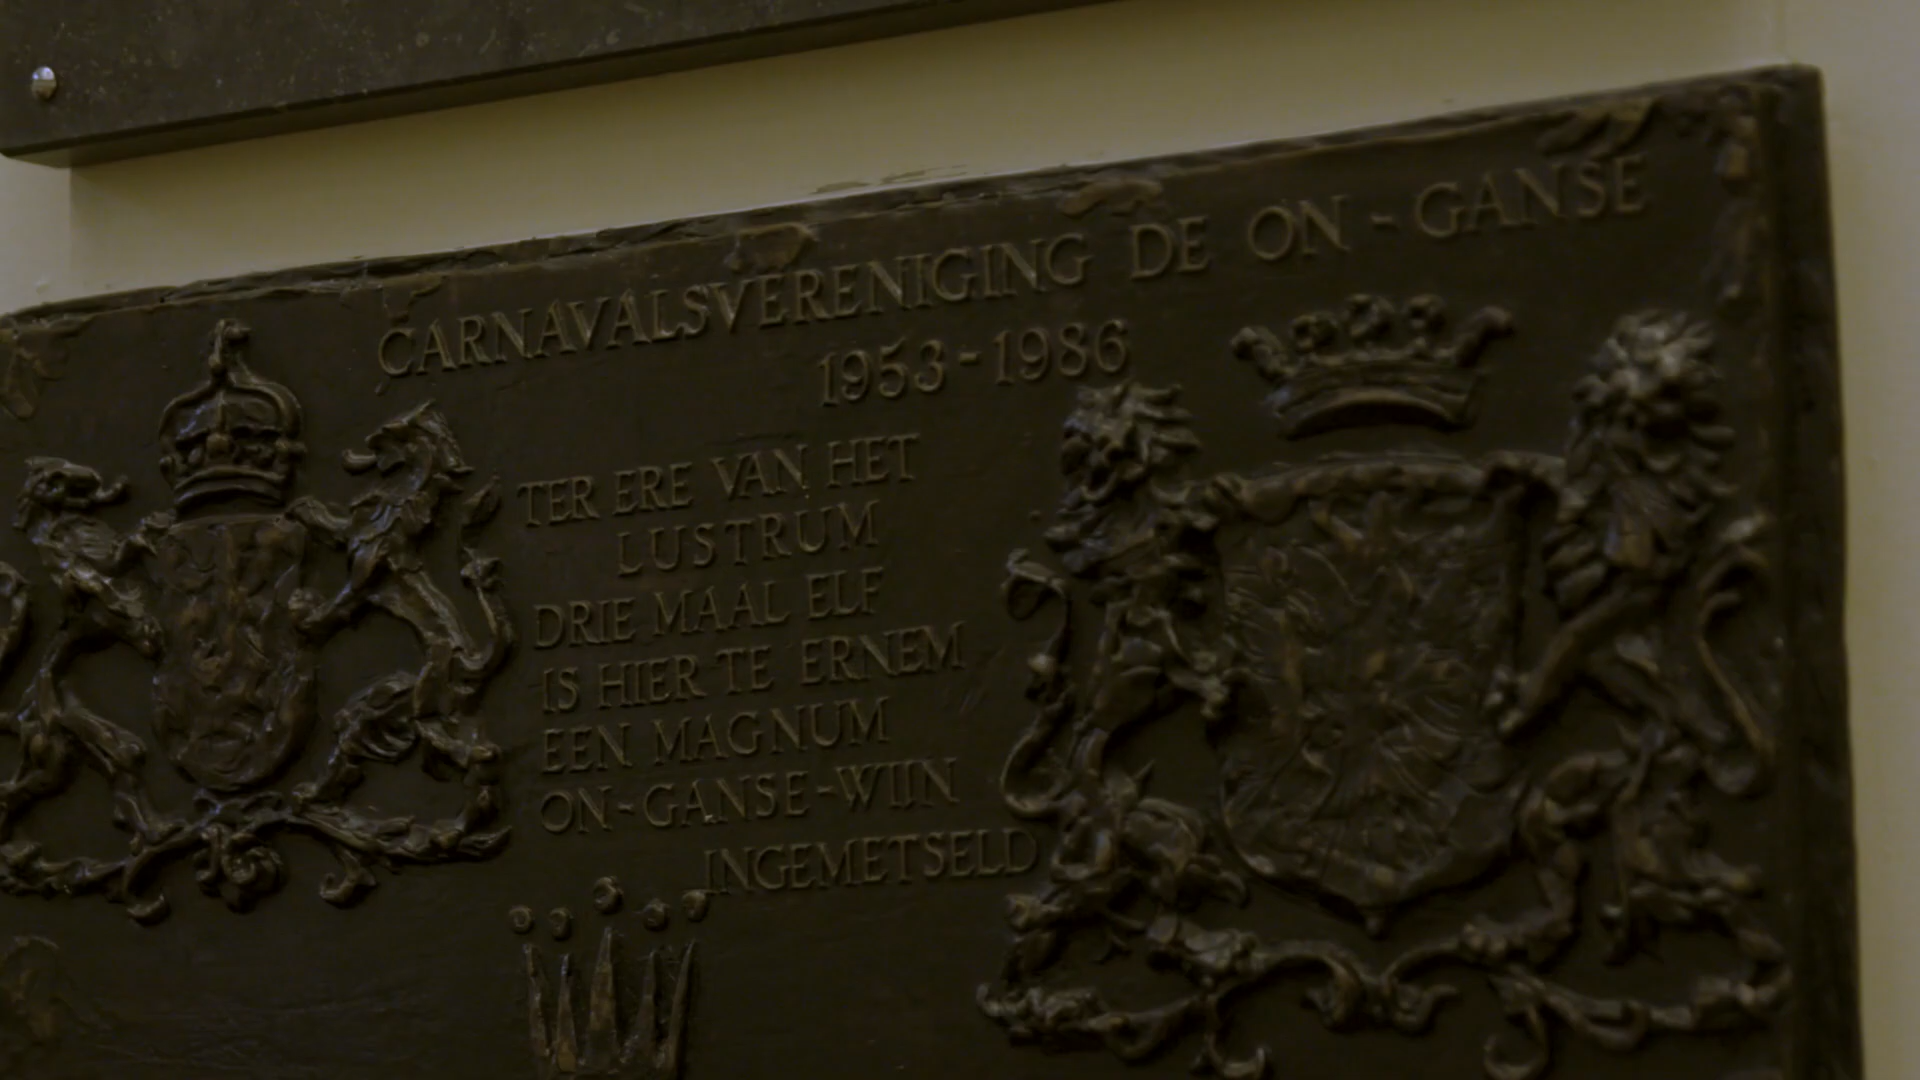 CARNAVALSVERENIGING DE ON-GANSE
1953-1986
TER ERE VAN HET
LUSTRUM
DRIE MAAL ELF
IS HIER TE ERNEM
EEN MAGNUM
ON-GANSE-WIJN
INGEMETSELD